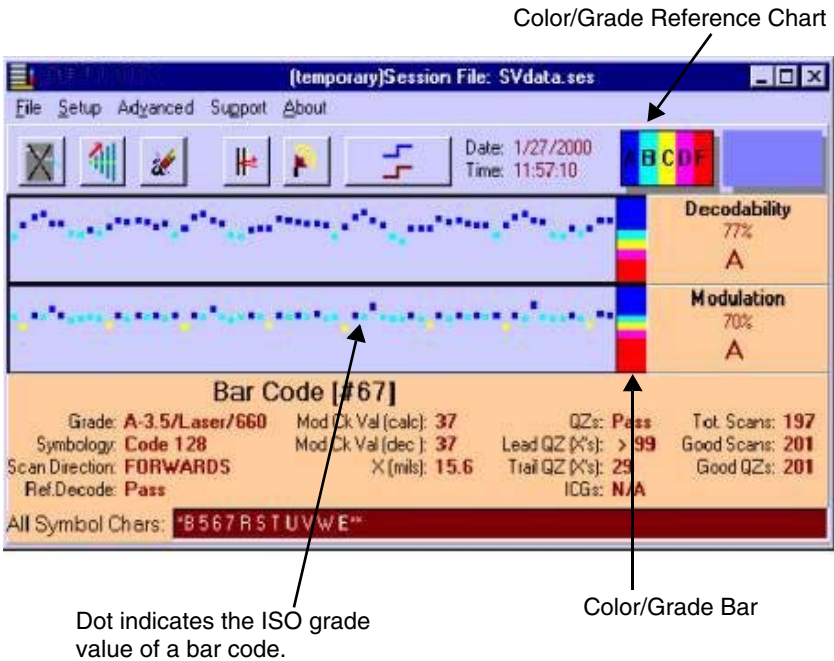 Color/Grade Reference Chart
(temporary)Session File: SVdata.ses
File Setup Advanced Support About
Date: 1/27/2000
Time: 11:57:10
A B C D F
Decodability
77%
A
Modulation
70%
A
Bar Code [#67]
Grade: A-3.5/Laser/660 Mod Ck Val (calc): 37 QZs: Pass Tot. Scans: 197
Symbology: Code 128 Mod Ck Val (dec ): 37 Lead QZ (X's): > 99 Good Scans: 201
Scan Direction: FORWARDS X (mils): 15.6 Trail QZ (X's): 29 Good QZs: 201
Ref.Decode: Pass ICGs: N/A
All Symbol Chars: *B567RSTUVWE**
Dot indicates the ISO grade
value of a bar code.
Color/Grade Bar